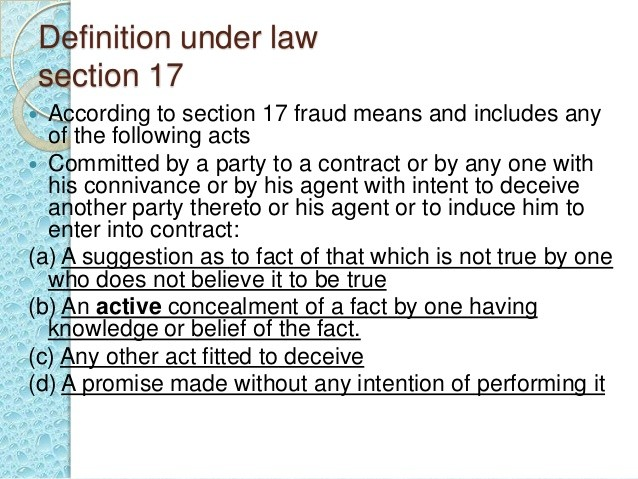 Definition under law
section 17
According to section 17 fraud means and includes any
of the following acts
Committed by a party to a contract or by any one with
his connivance or by his agent with intent to deceive
another party thereto or his agent or to induce him to
enter into contract:
(a) A suggestion as to fact of that which is not true by one
who does not believe it to be true
(b) An active concealment of a fact by one having
knowledge or belief of the fact.
(c) Any other act fitted to deceive
(d) A promise made without any intention of performing it